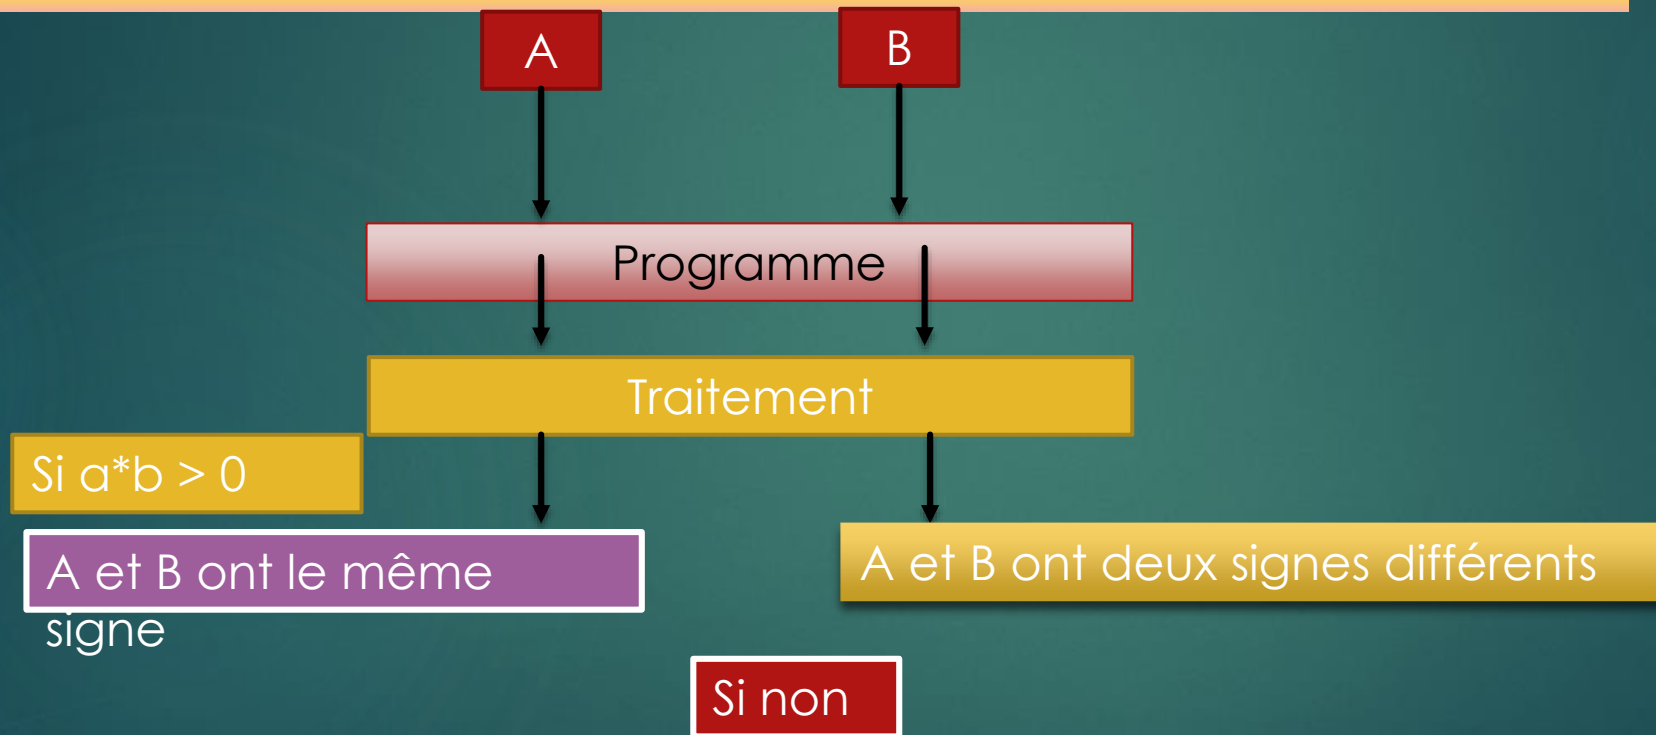 A
B
Programme
Traitement
Si a*b > 0
A et B ont le même
signe
A et B ont deux signes différents
Si non